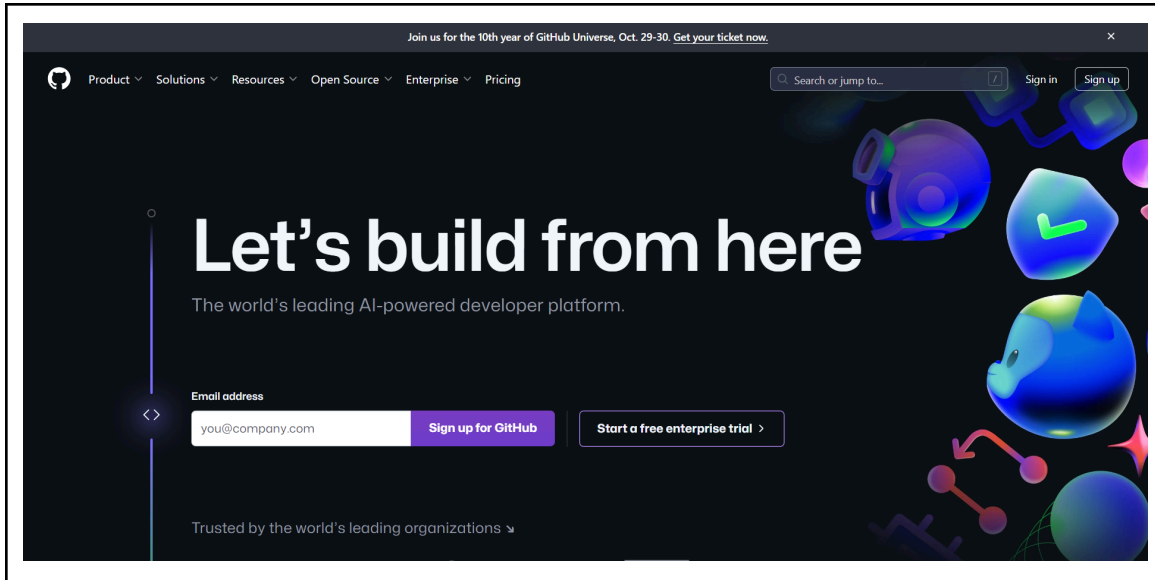 Join us for the 10th year of GitHub Universe, Oct. 29-30. Get your ticket now.
Product Solutions Resources Open Source Enterprise Pricing Search or jump to... / Sign in Sign up
Let's build from here
The world's leading AI-powered developer platform.
Email address
you@company.com Sign up for GitHub Start a free enterprise trial
Trusted by the world's leading organizations